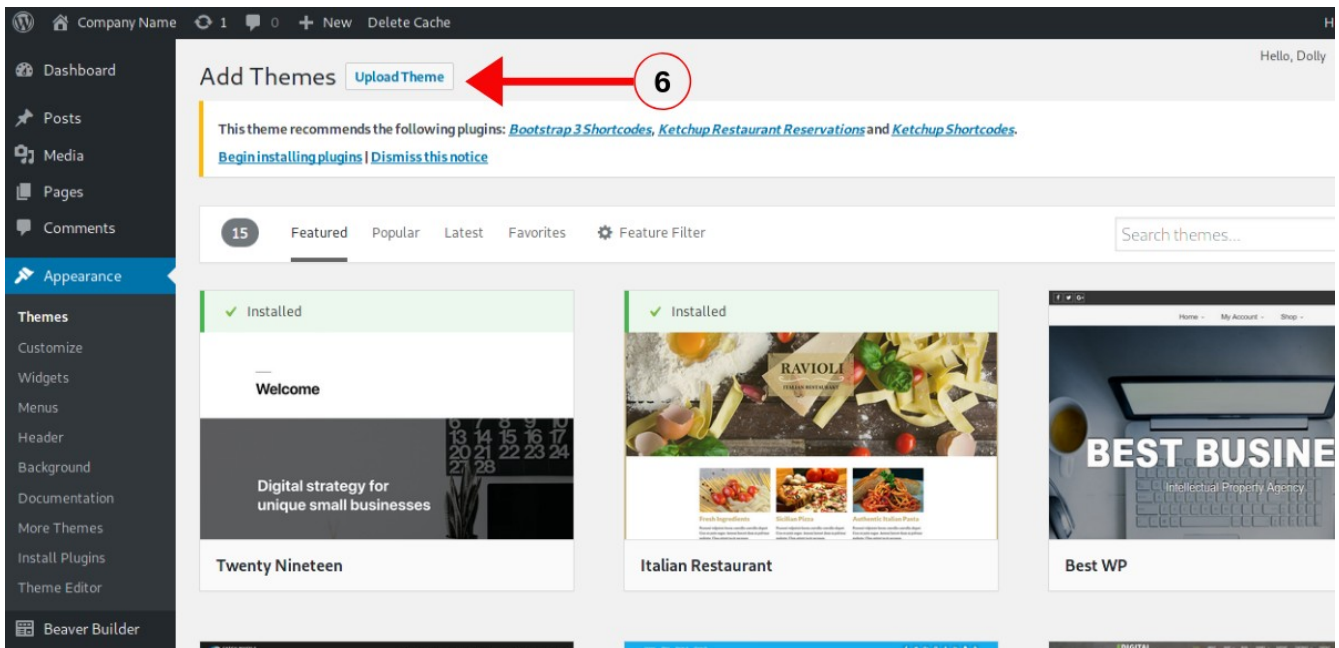 Company Name 1 0 + New Delete Cache H
Hello, Dolly
Dashboard
Posts
Media
Pages
Comments
Appearance
Themes
Customize
Widgets
Menus
Header
Background
Documentation
More Themes
Install Plugins
Theme Editor
Beaver Builder
Add Themes Upload Theme 6
This theme recommends the following plugins: Bootstrap 3 Shortcodes, Ketchup Restaurant Reservations and Ketchup Shortcodes.
Begin installing plugins | Dismiss this notice
15 Featured Popular Latest Favorites Feature Filter Search themes...
Installed
Welcome
13 14 15 16 17
20 21 22 23 24
27 28
Digital strategy for
unique small businesses
Twenty Nineteen
Installed
RAVIOLI
ITALIAN RESTAURANT
Fresh Ingredients Sicilian Pizza Authentic Italian Pasta
Italian Restaurant
Home My Account Shop
BEST BUSINE
Intellectual Property Agency
Best WP
DIGITAL